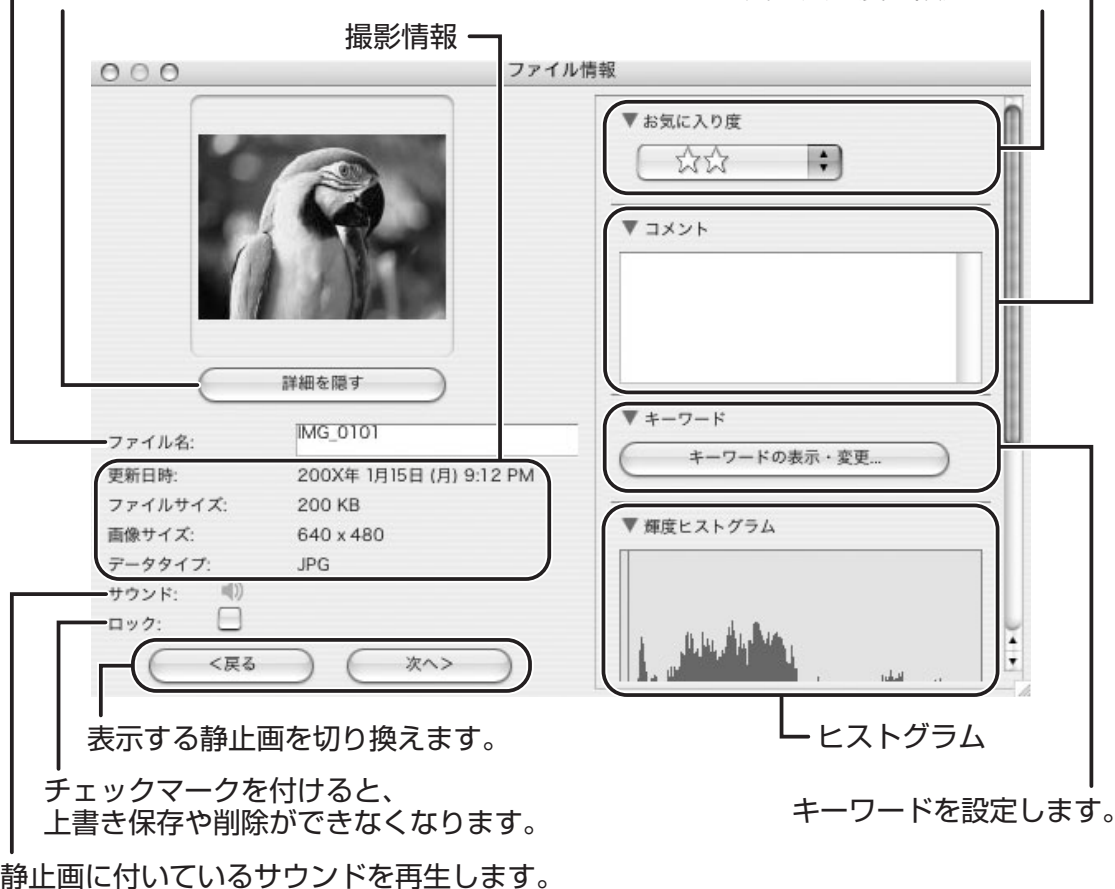 撮影情報
ファイル情報
▼お気に入り度
☆☆
▼コメント
詳細を隠す
ファイル名: IMG_0101
更新日時: 200X年 1月15日 (月) 9:12 PM
ファイルサイズ: 200 KB
画像サイズ: 640 x 480
データタイプ: JPG
サウンド:
ロック:
<戻る 次へ>
▼キーワード
キーワードの表示・変更...
▼輝度ヒストグラム
表示する静止画を切り換えます。
ヒストグラム
チェックマークを付けると、
上書き保存や削除ができなくなります。
キーワードを設定します。
静止画に付いているサウンドを再生します。